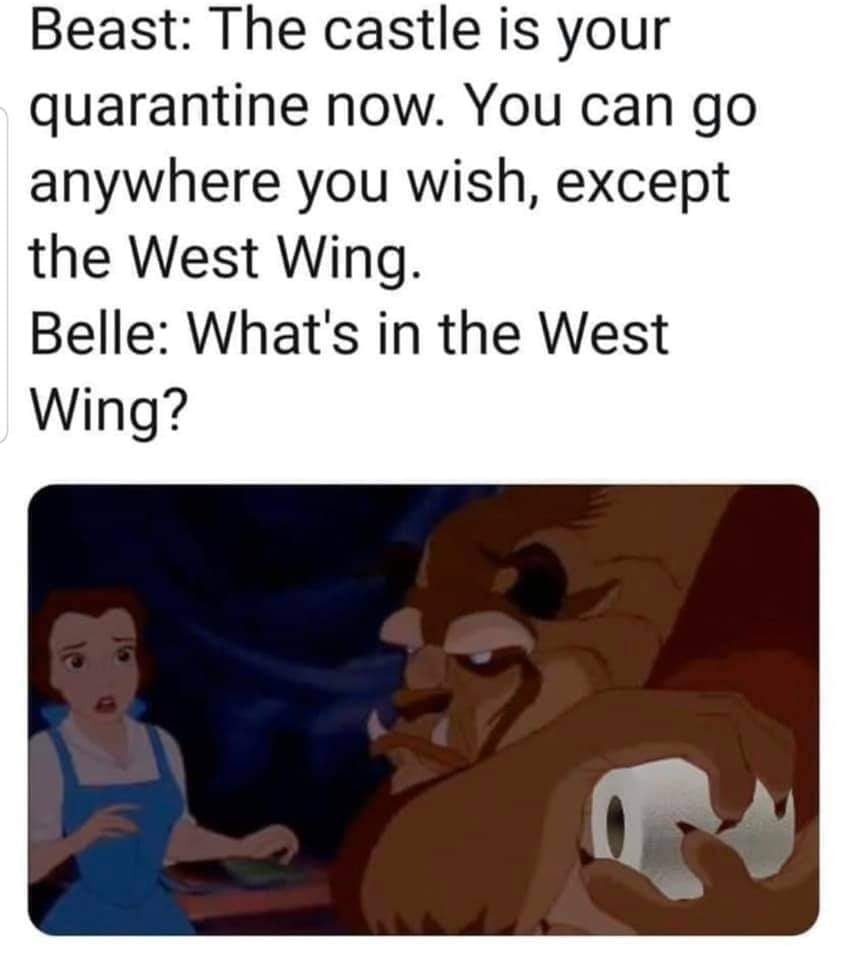 Beast: The castle is your
quarantine now. You can go
anywhere you wish, except
the West Wing.
Belle: What's in the West
Wing?